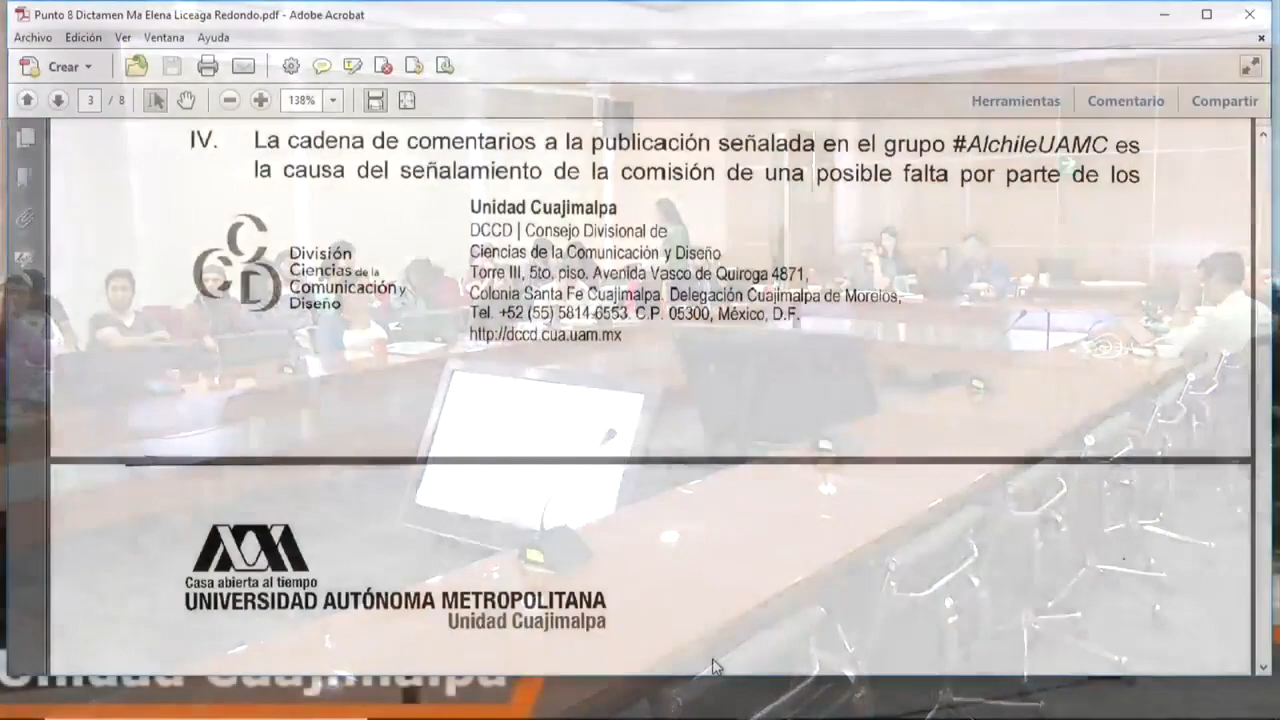 Punto 8 Dictamen Ma Elena Liceaga Redondo.pdf - Adobe Acrobat
Archivo Edición Ver Ventana Ayuda
Crear
3 / 8 138% Herramientas Comentario Compartir
IV. La cadena de comentarios a la publicación señalada en el grupo #AlchileUAMC es
la causa del señalamiento de la comisión de una posible falta por parte de los
CCD
División
Ciencias de la
Comunicación y
Diseño
Unidad Cuajimalpa
DCCD | Consejo Divisional de
Ciencias de la Comunicación y Diseño
Torre III, 5to. piso. Avenida Vasco de Quiroga 4871,
Colonia Santa Fe Cuajimalpa. Delegación Cuajimalpa de Morelos,
Tel. +52 (55) 5814-6553. C.P. 05300, México, D.F.
http://dccd.cua.uam.mx
Casa abierta al tiempo
UNIVERSIDAD AUTÓNOMA METROPOLITANA
Unidad Cuajimalpa
Unidad Cuajimalpa